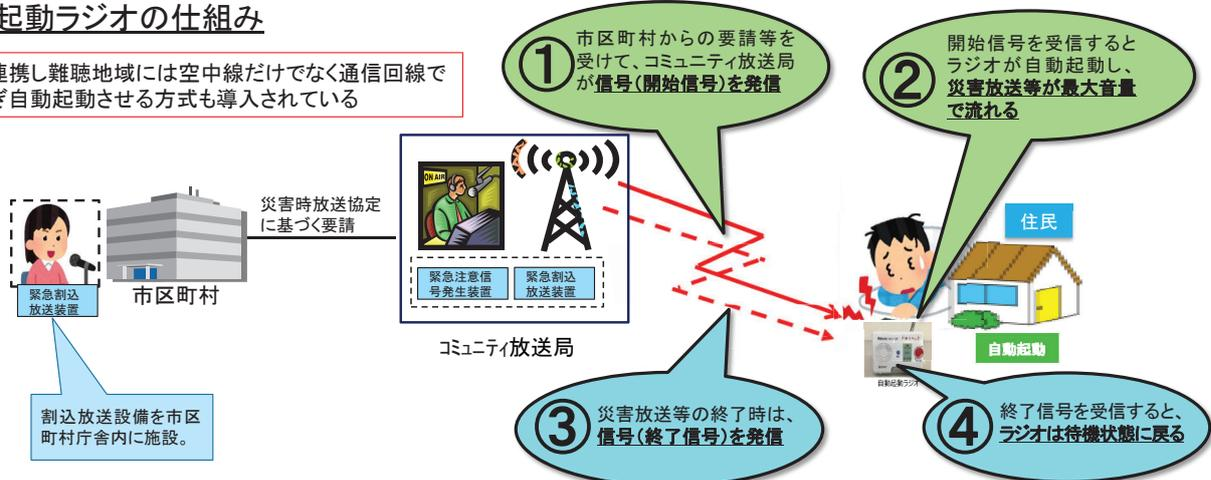 起動ラジオの仕組み
連携し難聴地域には空中線だけでなく通信回線で
ぎ自動起動させる方式も導入されている
① 市区町村からの要請等を
受けて、コミュニティ放送局
が信号(開始信号)を発信
② 開始信号を受信すると
ラジオが自動起動し、
災害放送等が最大音量
で流れる
緊急割込
放送装置
市区町村
災害時放送協定
に基づく要請
ON AIR
緊急注意信
号発生装置
緊急割込
放送装置
コミュニティ放送局
住民
自動起動
自動起動ラジオ
割込放送設備を市区
町村庁舎内に施設。
③ 災害放送等の終了時は、
信号(終了信号)を発信
④ 終了信号を受信すると、
ラジオは待機状態に戻る